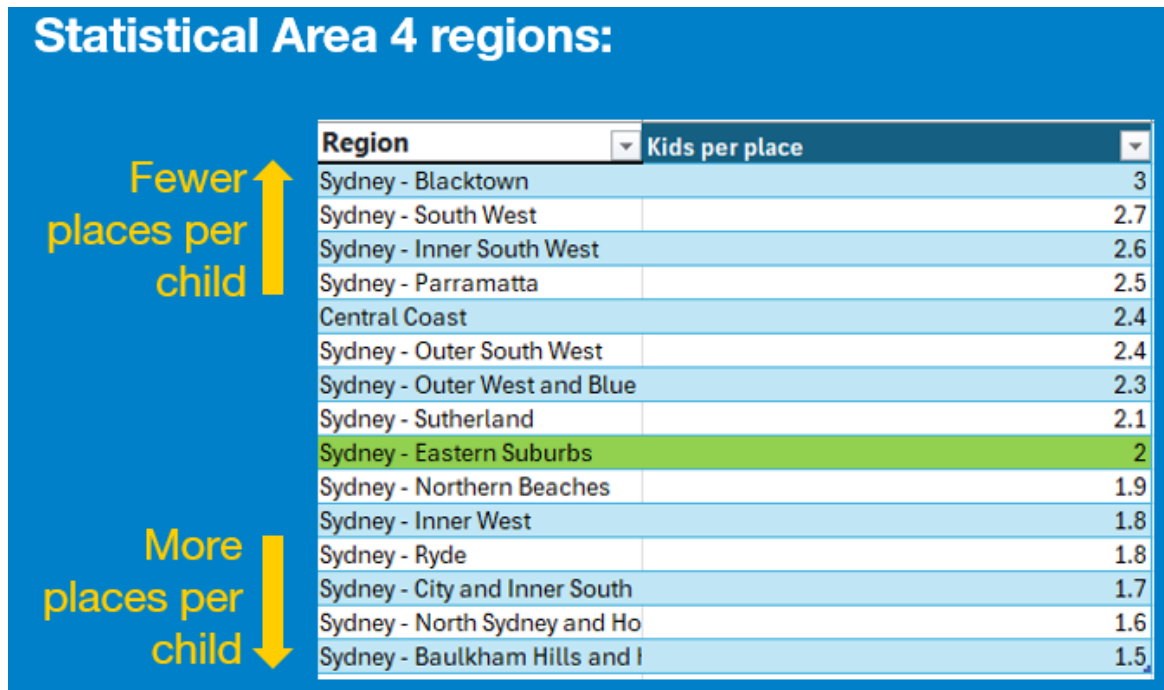 Statistical Area 4 regions:
Fewer
places per
child
More
places per
child
Region Kids per place
Sydney - Blacktown 3
Sydney - South West 2.7
Sydney - Inner South West 2.6
Sydney - Parramatta 2.5
Central Coast 2.4
Sydney - Outer South West 2.4
Sydney - Outer West and Blue 2.3
Sydney - Sutherland 2.1
Sydney - Eastern Suburbs 2
Sydney - Northern Beaches 1.9
Sydney - Inner West 1.8
Sydney - Ryde 1.8
Sydney - City and Inner South 1.7
Sydney - North Sydney and Ho 1.6
Sydney - Baulkham Hills and 1.5